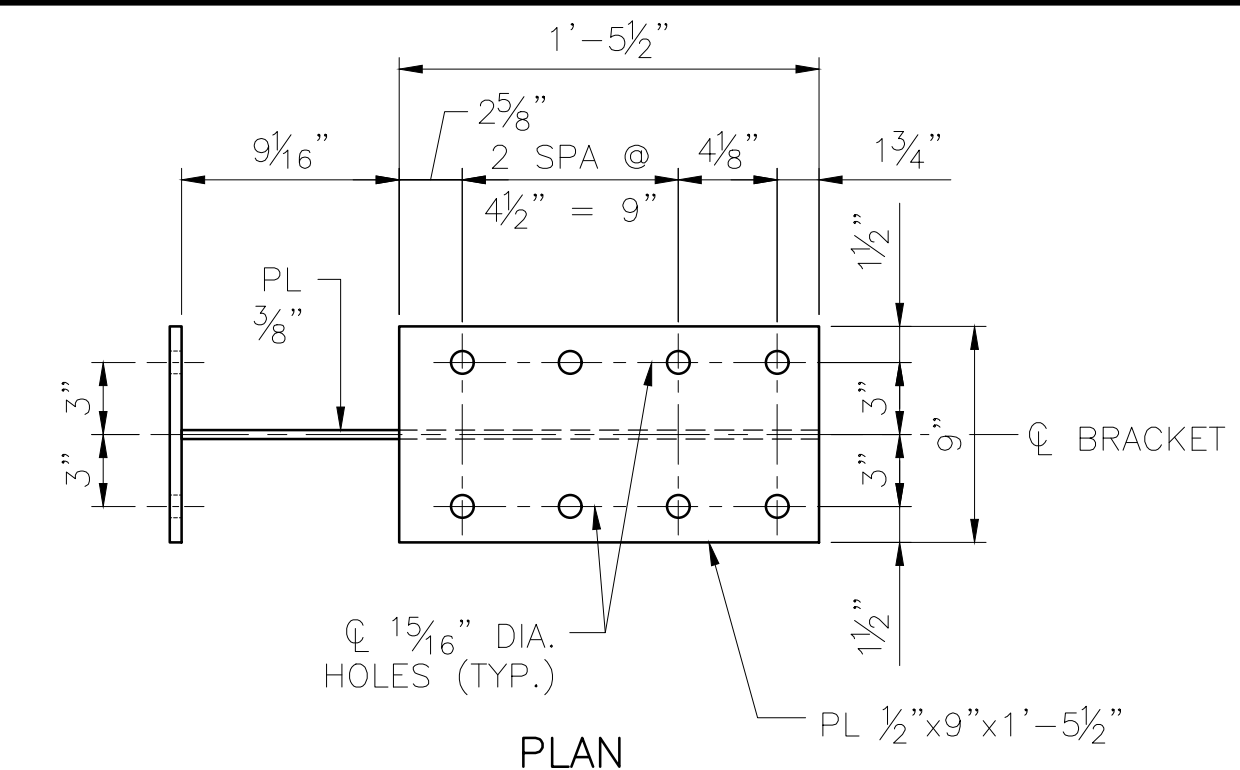 1'-5½"
2⅝"
9 1/16"
2 SPA @
4½" = 9"
4⅛"
1¾"
1½"
PL
⅜"
3"
3"
3"
3"
9"
℄ BRACKET
1½"
℄ 15/16" DIA.
HOLES (TYP.)
PL ½"x9"x1'-5½"
PLAN